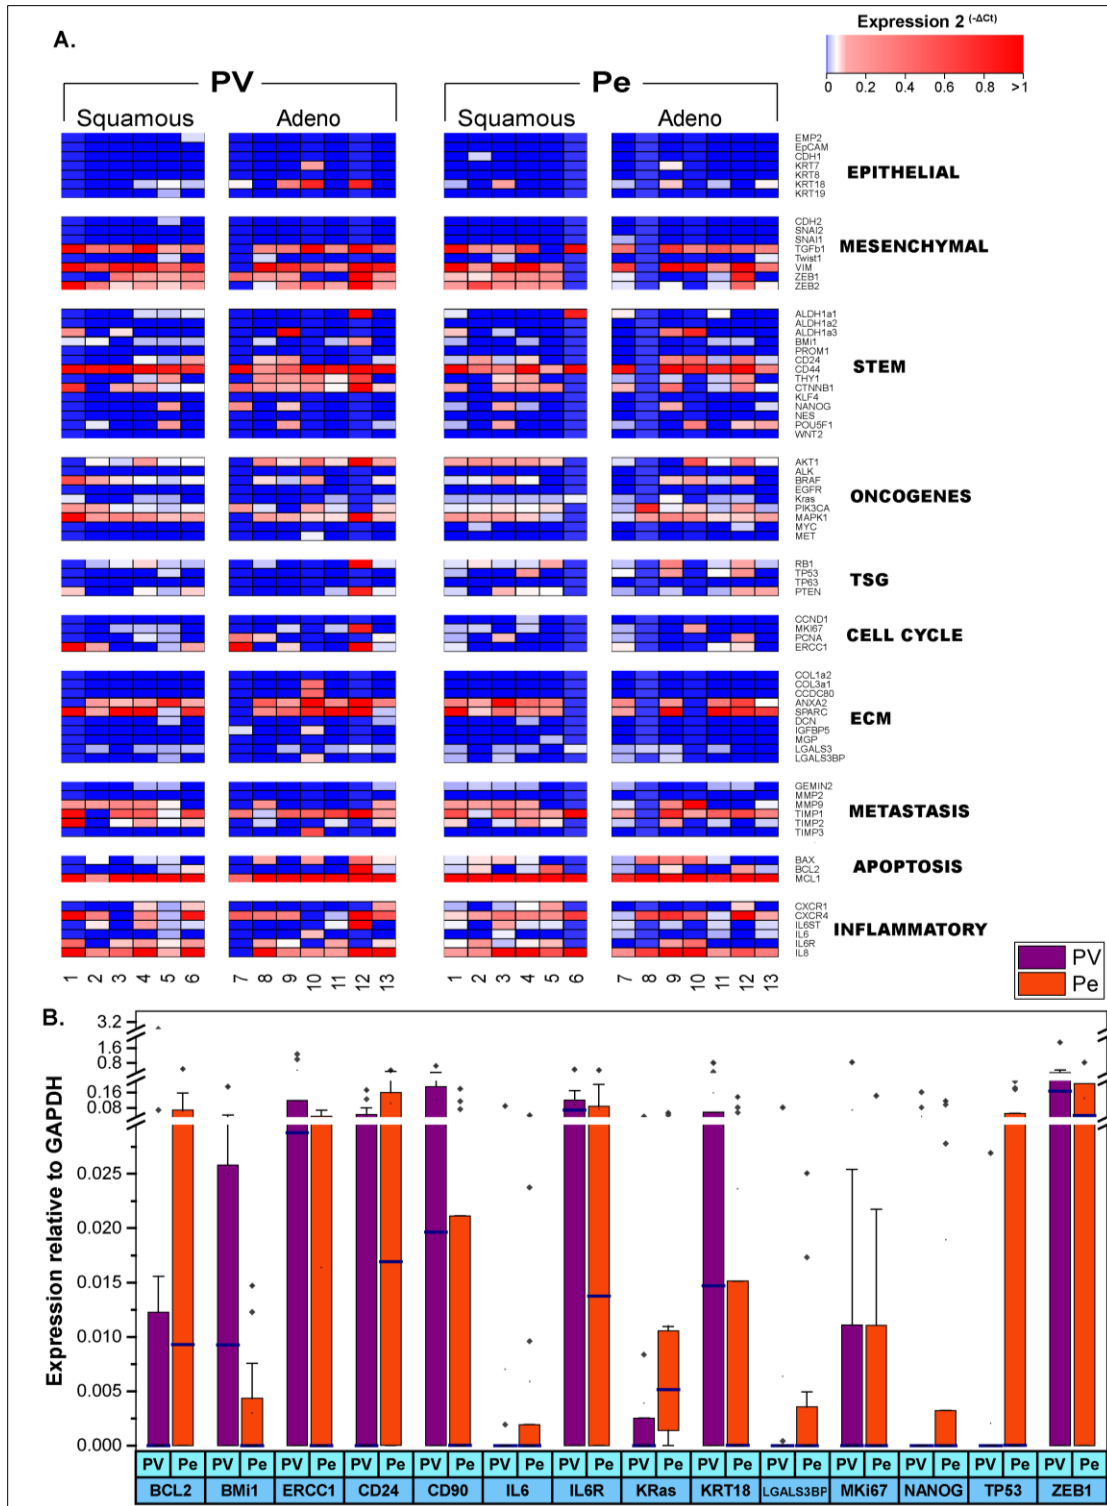 A.
Expression 2 (-ΔCt)
0 0.2 0.4 0.6 0.8 >1
PV Pe
Squamous Adeno Squamous Adeno
EMP2
EpCAM
CDH1
KRT7
KRT8
KRT18
KRT19
EPITHELIAL
CDH2
SNAI2
SNAI1
TGFb1
Twist1
VIM
ZEB1
ZEB2
MESENCHYMAL
ALDH1a1
ALDH1a2
ALDH1a3
BMi1
PROM1
CD24
CD44
THY1
CTNNB1
KLF4
NANOG
NES
POU5F1
WNT2
STEM
AKT1
ALK
BRAF
EGFR
Kras
PIK3CA
MAPK1
MYC
MET
ONCOGENES
RB1
TP53
TP63
PTEN
TSG
CCND1
MKI67
PCNA
ERCC1
CELL CYCLE
COL1a2
COL3a1
CCDC80
ANXA2
SPARC
DCN
IGFBP5
MGP
LGALS3
LGALS3BP
ECM
GEMIN2
MMP2
MMP9
TIMP1
TIMP2
TIMP3
METASTASIS
BAX
BCL2
MCL1
APOPTOSIS
CXCR1
CXCR4
IL6ST
IL6
IL6R
IL8
INFLAMMATORY
1 2 3 4 5 6 7 8 9 10 11 12 13 1 2 3 4 5 6 7 8 9 10 11 12 13
PV
Pe
B.
Expression relative to GAPDH
3.2
1.6
0.8
0.16
0.08
0.025
0.020
0.015
0.010
0.005
0.000
PV Pe PV Pe PV Pe PV Pe PV Pe PV Pe PV Pe PV Pe PV Pe PV Pe PV Pe PV Pe PV Pe PV Pe
BCL2 BMi1 ERCC1 CD24 CD90 IL6 IL6R KRas KRT18 LGALS3BP MKi67 NANOG TP53 ZEB1